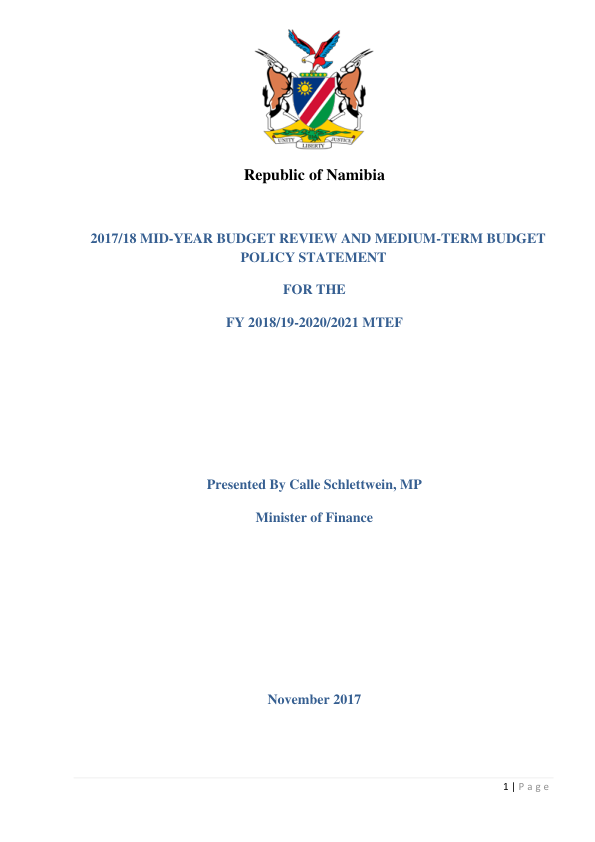 UNITY LIBERTY JUSTICE
Republic of Namibia
2017/18 MID-YEAR BUDGET REVIEW AND MEDIUM-TERM BUDGET
POLICY STATEMENT
FOR THE
FY 2018/19-2020/2021 MTEF
Presented By Calle Schlettwein, MP
Minister of Finance
November 2017
1 | Page